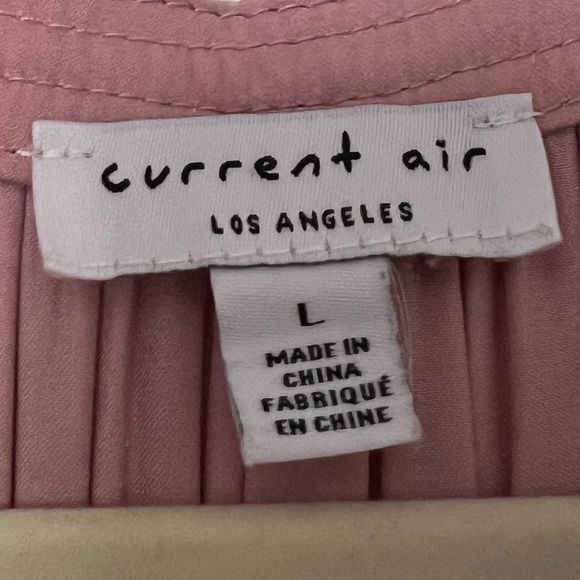 current air
LOS ANGELES
L
MADE IN
CHINA
FABRIQUÉ
EN CHINE